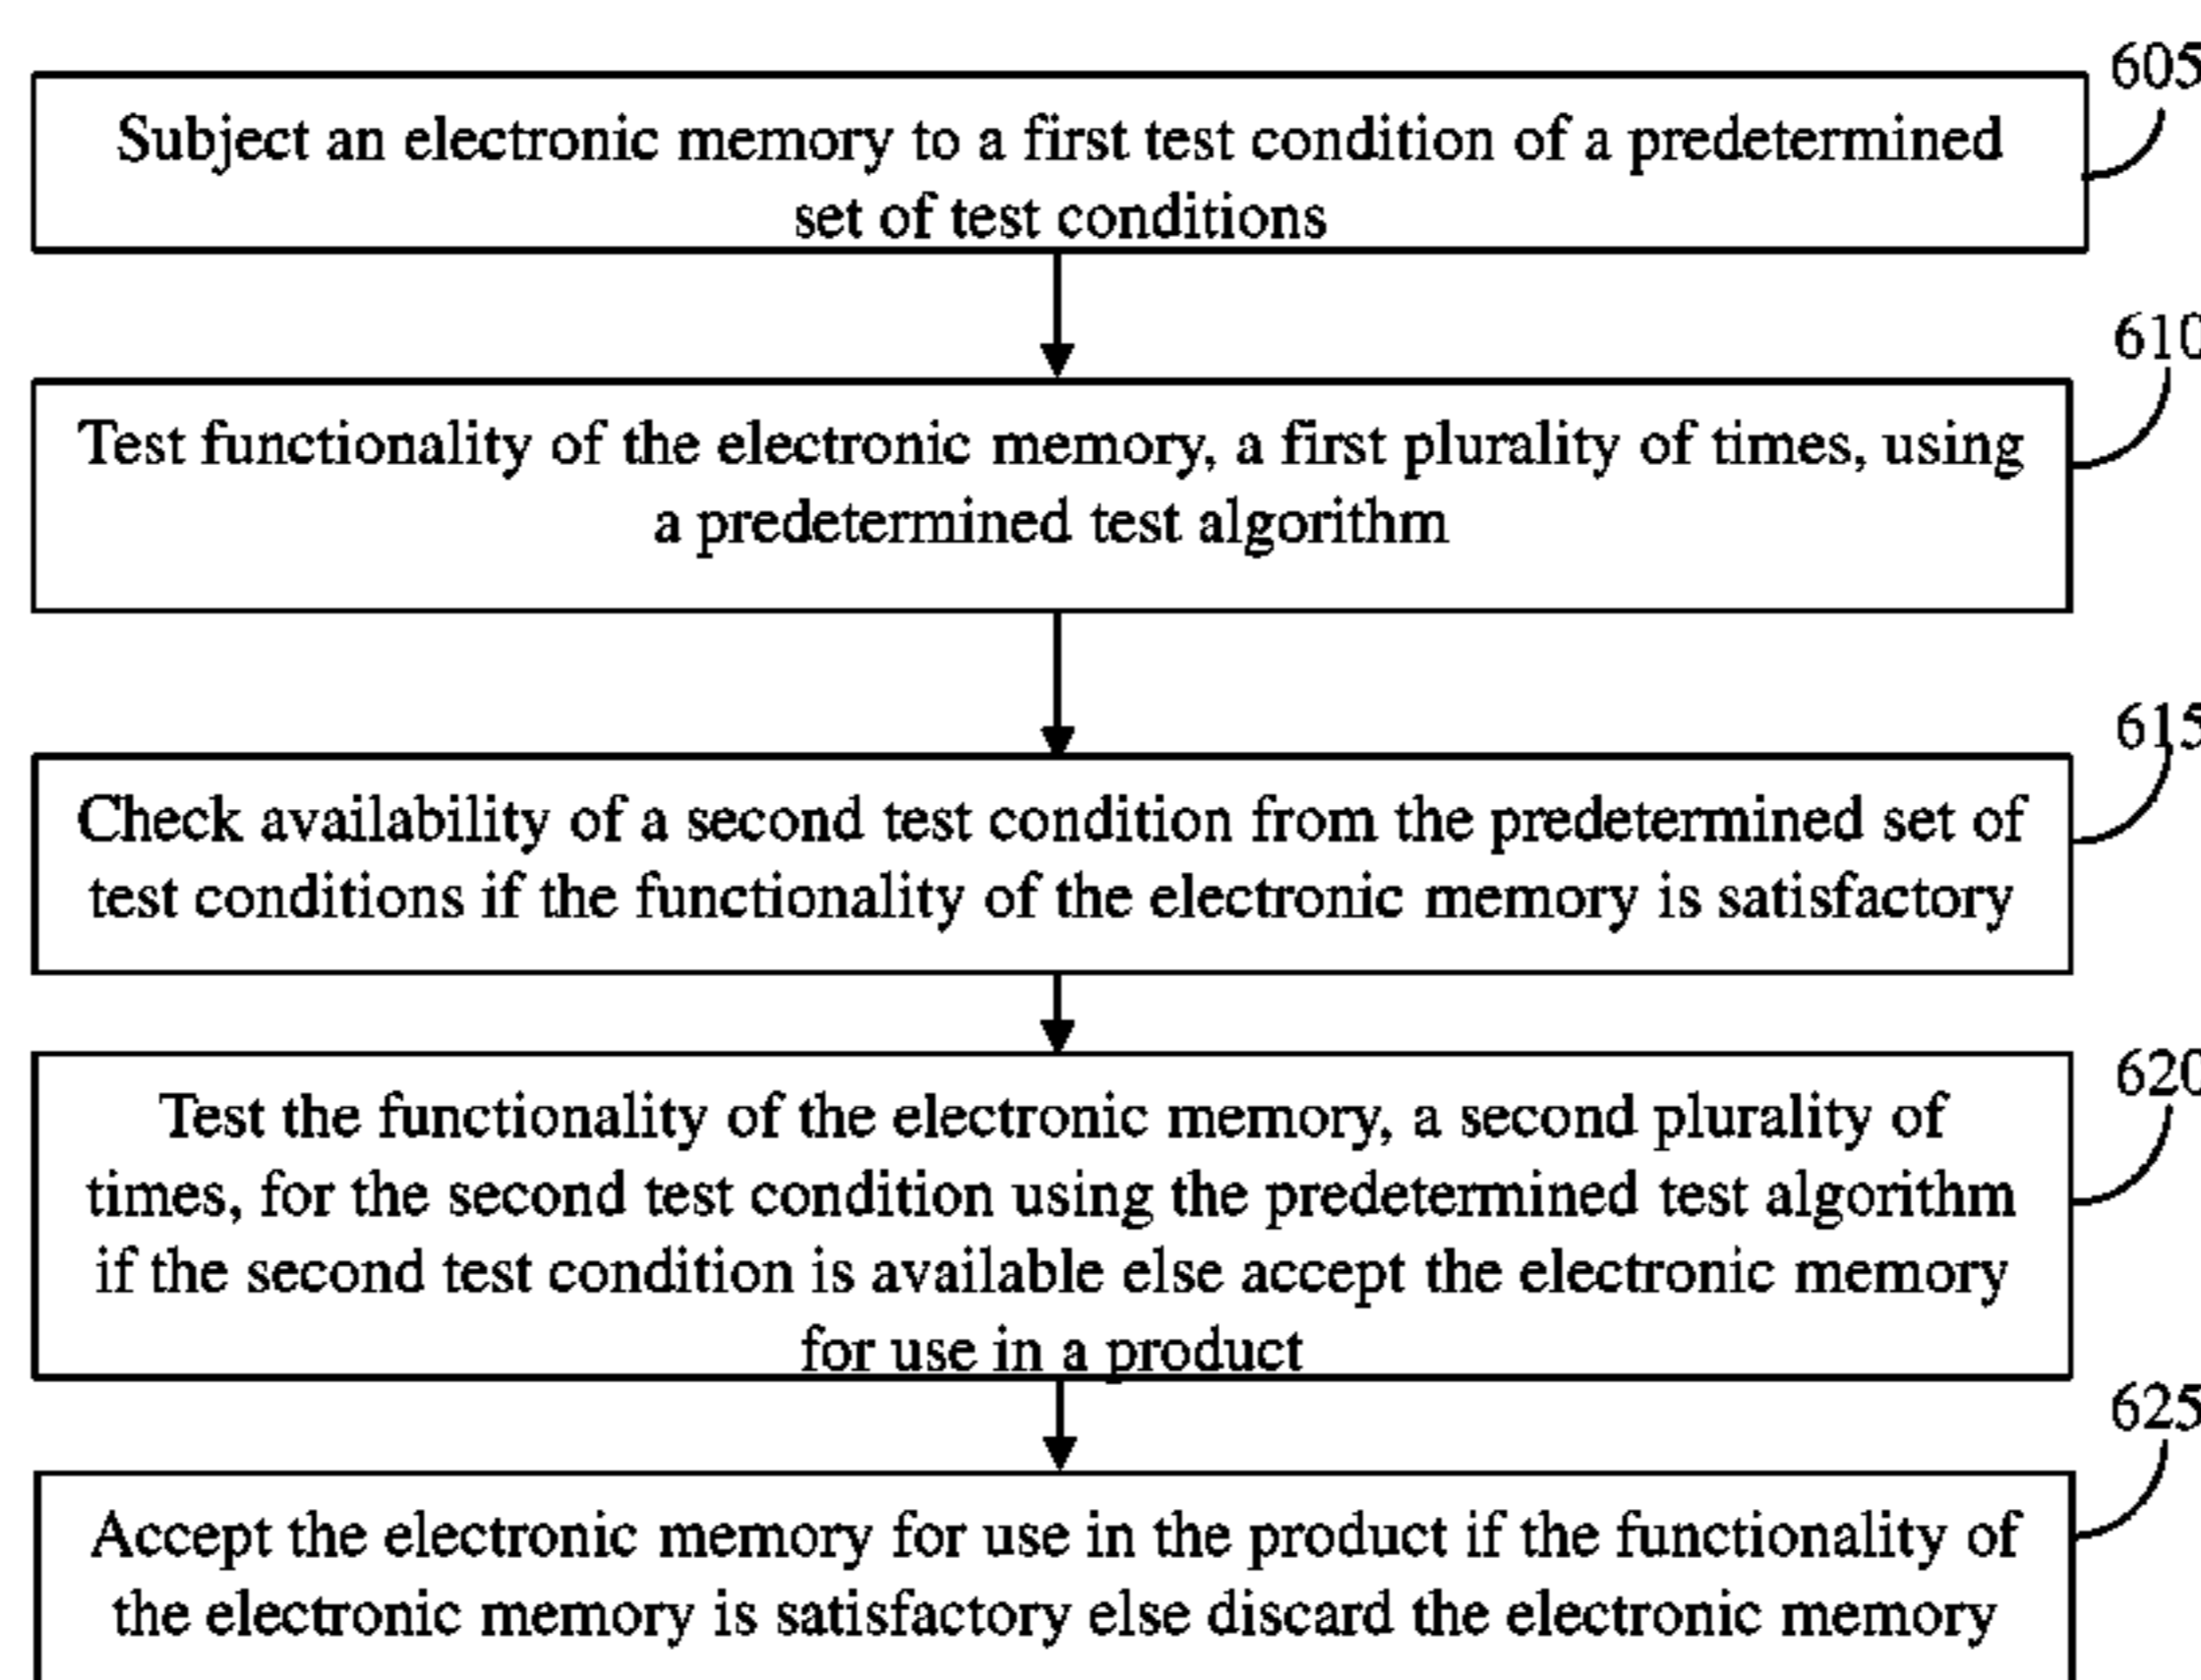 605
Subject an electronic memory to a first test condition of a predetermined
set of test conditions
610
Test functionality of the electronic memory, a first plurality of times, using
a predetermined test algorithm
615
Check availability of a second test condition from the predetermined set of
test conditions if the functionality of the electronic memory is satisfactory
620
Test the functionality of the electronic memory, a second plurality of
times, for the second test condition using the predetermined test algorithm
if the second test condition is available else accept the electronic memory
for use in a product
625
Accept the electronic memory for use in the product if the functionality of
the electronic memory is satisfactory else discard the electronic memory